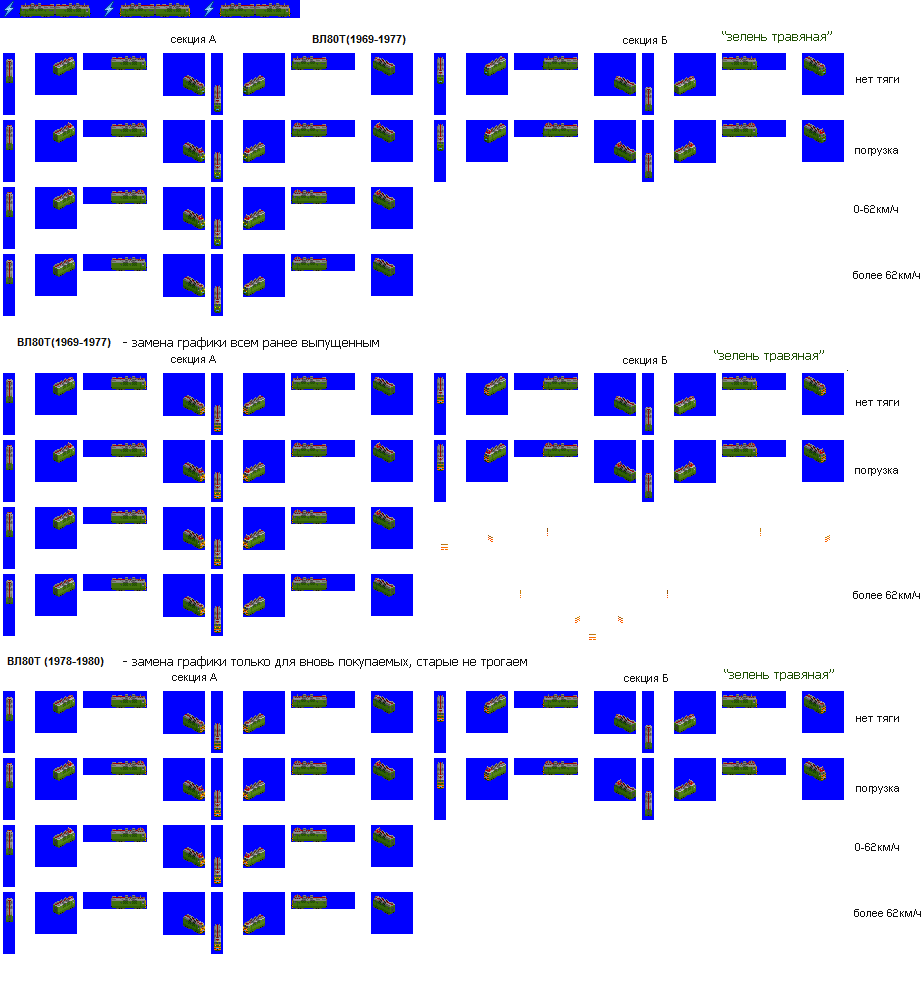 секция А
ВЛ80Т(1969-1977)
секция Б
"зелень травяная"
нет тяги
погрузка
0-62км/ч
более 62км/ч
ВЛ80Т(1969-1977) - замена графики всем ранее выпущенным
секция А
секция Б
"зелень травяная"
нет тяги
погрузка
более 62км/ч
ВЛ80Т (1978-1980) - замена графики только для вновь покупаемых, старые не трогаем
секция А
секция Б
"зелень травяная"
нет тяги
погрузка
0-62км/ч
более 62км/ч